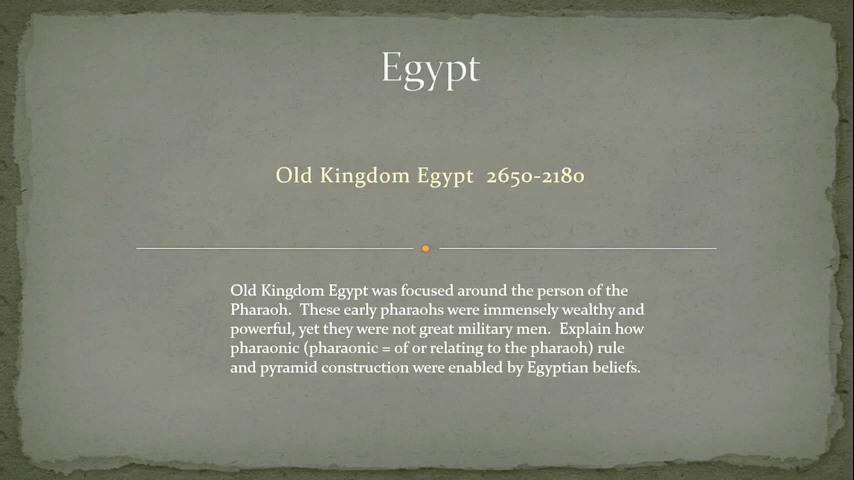 Egypt
Old Kingdom Egypt  2650-2180
Old Kingdom Egypt was focused around the person of the
Pharaoh.  These early pharaohs were immensely wealthy and
powerful, yet they were not great military men.  Explain how
pharaonic (pharaonic = of or relating to the pharaoh) rule
and pyramid construction were enabled by Egyptian beliefs.